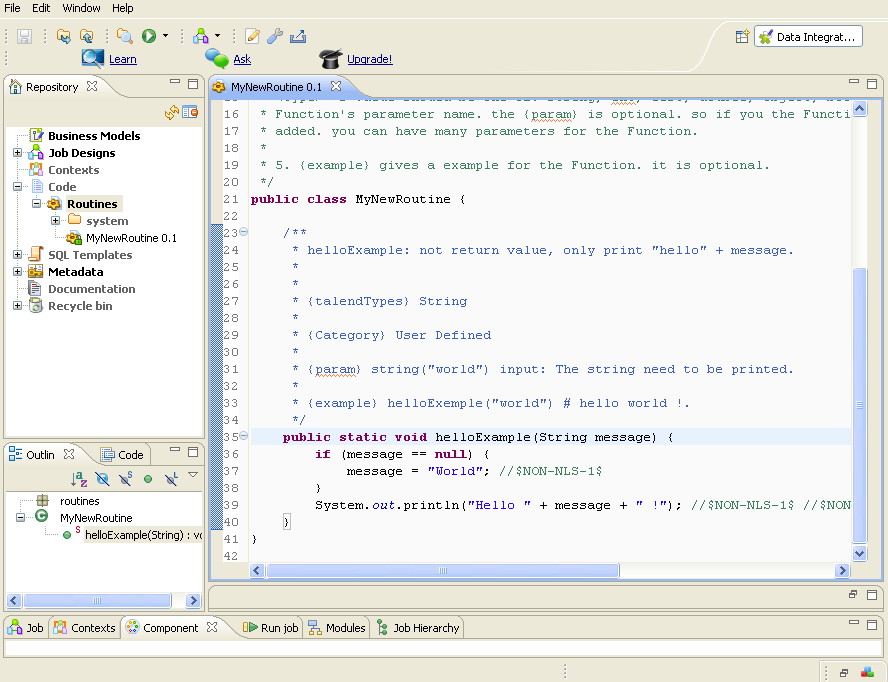 File Edit Window Help
Learn Ask Upgrade!
Data Integrat...
Repository
Business Models
Job Designs
Contexts
Code
Routines
system
MyNewRoutine 0.1
SQL Templates
Metadata
Documentation
Recycle bin
MyNewRoutine 0.1
16 * Function's parameter name. the {param} is optional. so if you the Functi
17 * added. you can have many parameters for the Function.
18 *
19 * 5. {example} gives a example for the Function. it is optional.
20 */
21 public class MyNewRoutine {
22
23 /**
24 * helloExample: not return value, only print "hello" + message.
25 *
26 *
27 * {talendTypes} String
28 *
29 * {Category} User Defined
30 *
31 * {param} string("world") input: The string need to be printed.
32 *
33 * {example} helloExemple("world") # hello world !.
34 */
35 public static void helloExample(String message) {
36 if (message == null) {
37 message = "World"; //$NON-NLS-1$
38 }
39 System.out.println("Hello " + message + " !"); //$NON-NLS-1$ //$NON
40 }
41 }
42
Outlin Code
routines
MyNewRoutine
helloExample(String) : vo
Job Contexts Component Run job Modules Job Hierarchy